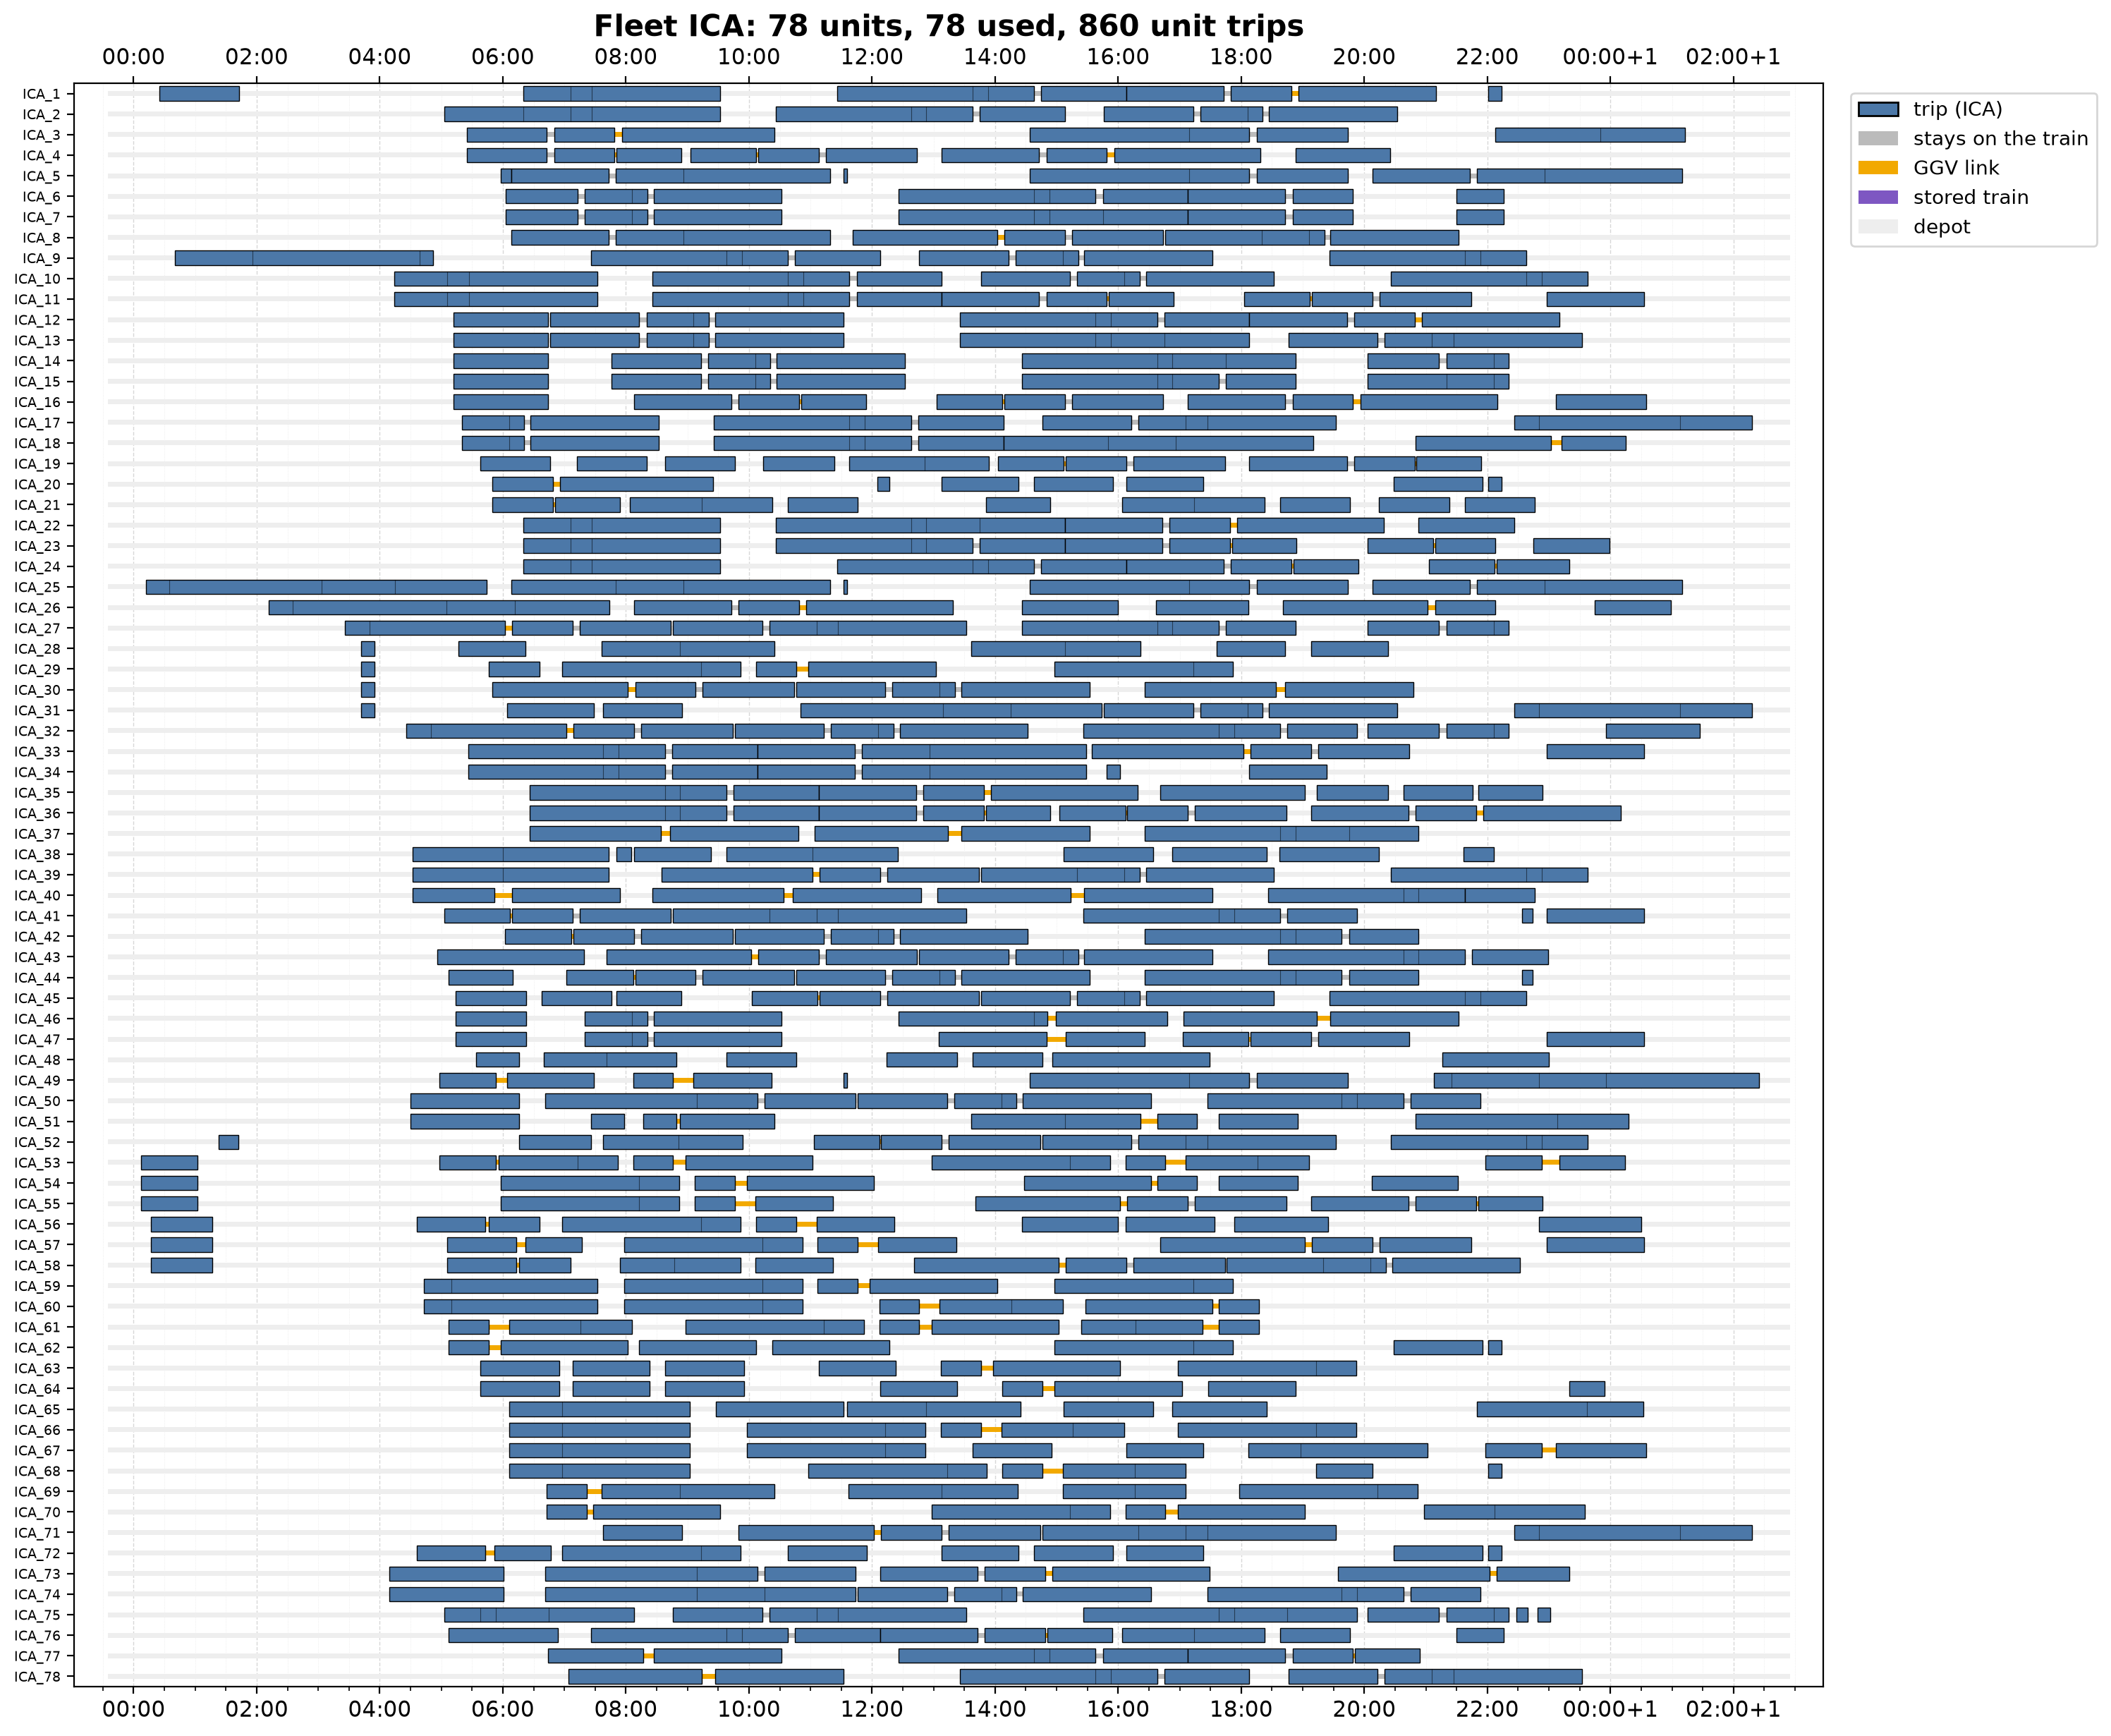 Fleet ICA: 78 units, 78 used, 860 unit trips
00:00 02:00 04:00 06:00 08:00 10:00 12:00 14:00 16:00 18:00 20:00 22:00 00:00+1 02:00+1
ICA_1
ICA_2
ICA_3
ICA_4
ICA_5
ICA_6
ICA_7
ICA_8
ICA_9
ICA_10
ICA_11
ICA_12
ICA_13
ICA_14
ICA_15
ICA_16
ICA_17
ICA_18
ICA_19
ICA_20
ICA_21
ICA_22
ICA_23
ICA_24
ICA_25
ICA_26
ICA_27
ICA_28
ICA_29
ICA_30
ICA_31
ICA_32
ICA_33
ICA_34
ICA_35
ICA_36
ICA_37
ICA_38
ICA_39
ICA_40
ICA_41
ICA_42
ICA_43
ICA_44
ICA_45
ICA_46
ICA_47
ICA_48
ICA_49
ICA_50
ICA_51
ICA_52
ICA_53
ICA_54
ICA_55
ICA_56
ICA_57
ICA_58
ICA_59
ICA_60
ICA_61
ICA_62
ICA_63
ICA_64
ICA_65
ICA_66
ICA_67
ICA_68
ICA_69
ICA_70
ICA_71
ICA_72
ICA_73
ICA_74
ICA_75
ICA_76
ICA_77
ICA_78
00:00 02:00 04:00 06:00 08:00 10:00 12:00 14:00 16:00 18:00 20:00 22:00 00:00+1 02:00+1
trip (ICA)
stays on the train
GGV link
stored train
depot